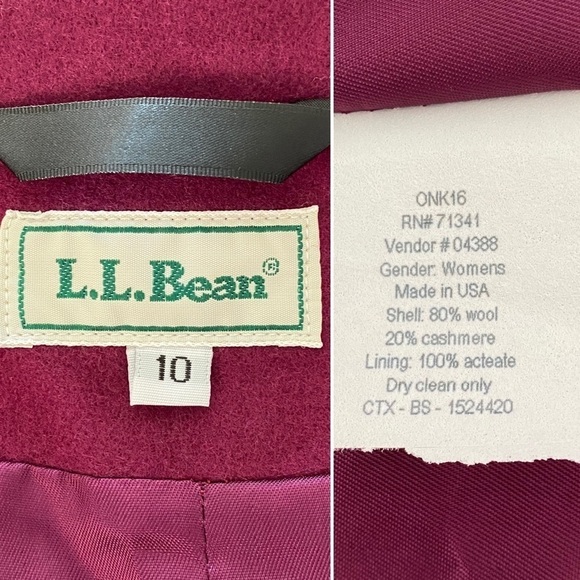 L.L.Bean®
10
ONK16
RN# 71341
Vendor # 04388
Gender: Womens
Made in USA
Shell: 80% wool
20% cashmere
Lining: 100% acteate
Dry clean only
CTX - BS - 1524420